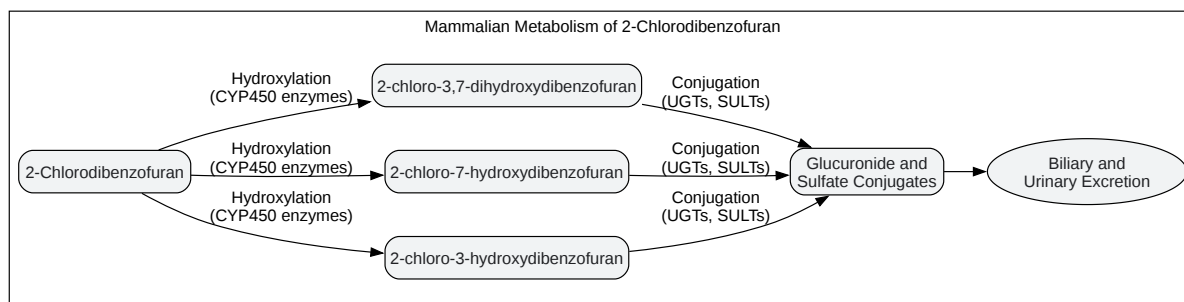 Mammalian Metabolism of 2-Chlorodibenzofuran
Hydroxylation
(CYP450 enzymes)
2-chloro-3,7-dihydroxydibenzofuran
Conjugation
(UGTs, SULTs)
2-Chlorodibenzofuran
Hydroxylation
(CYP450 enzymes)
2-chloro-7-hydroxydibenzofuran
Conjugation
(UGTs, SULTs)
Glucuronide and
Sulfate Conjugates
Biliary and
Urinary Excretion
Hydroxylation
(CYP450 enzymes)
2-chloro-3-hydroxydibenzofuran
Conjugation
(UGTs, SULTs)